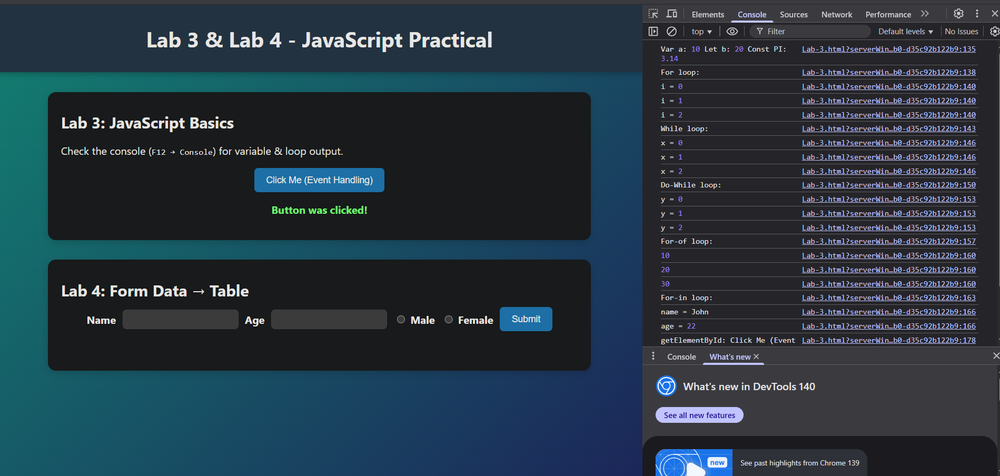 Lab 3 & Lab 4 - JavaScript Practical
Lab 3: JavaScript Basics
Check the console (F12 → Console) for variable & loop output.
Click Me (Event Handling)
Button was clicked!
Lab 4: Form Data → Table
Name Age Male Female Submit
Elements Console Sources Network Performance
top Filter Default levels No Issues
Var a: 10 Let b: 20 Const PI: Lab-3.html?serverWin…b0-d35c92b122b9:135
3.14
For loop: Lab-3.html?serverWin…b0-d35c92b122b9:138
i = 0 Lab-3.html?serverWin…b0-d35c92b122b9:140
i = 1 Lab-3.html?serverWin…b0-d35c92b122b9:140
i = 2 Lab-3.html?serverWin…b0-d35c92b122b9:140
While loop: Lab-3.html?serverWin…b0-d35c92b122b9:143
x = 0 Lab-3.html?serverWin…b0-d35c92b122b9:146
x = 1 Lab-3.html?serverWin…b0-d35c92b122b9:146
x = 2 Lab-3.html?serverWin…b0-d35c92b122b9:146
Do-While loop: Lab-3.html?serverWin…b0-d35c92b122b9:150
y = 0 Lab-3.html?serverWin…b0-d35c92b122b9:153
y = 1 Lab-3.html?serverWin…b0-d35c92b122b9:153
y = 2 Lab-3.html?serverWin…b0-d35c92b122b9:153
For-of loop: Lab-3.html?serverWin…b0-d35c92b122b9:157
10 Lab-3.html?serverWin…b0-d35c92b122b9:160
20 Lab-3.html?serverWin…b0-d35c92b122b9:160
30 Lab-3.html?serverWin…b0-d35c92b122b9:160
For-in loop: Lab-3.html?serverWin…b0-d35c92b122b9:163
name = John Lab-3.html?serverWin…b0-d35c92b122b9:166
age = 22 Lab-3.html?serverWin…b0-d35c92b122b9:166
getElementById: Click Me (Event Lab-3.html?serverWin…b0-d35c92b122b9:178
Console What's new
What's new in DevTools 140
See all new features
new
See past highlights from Chrome 139